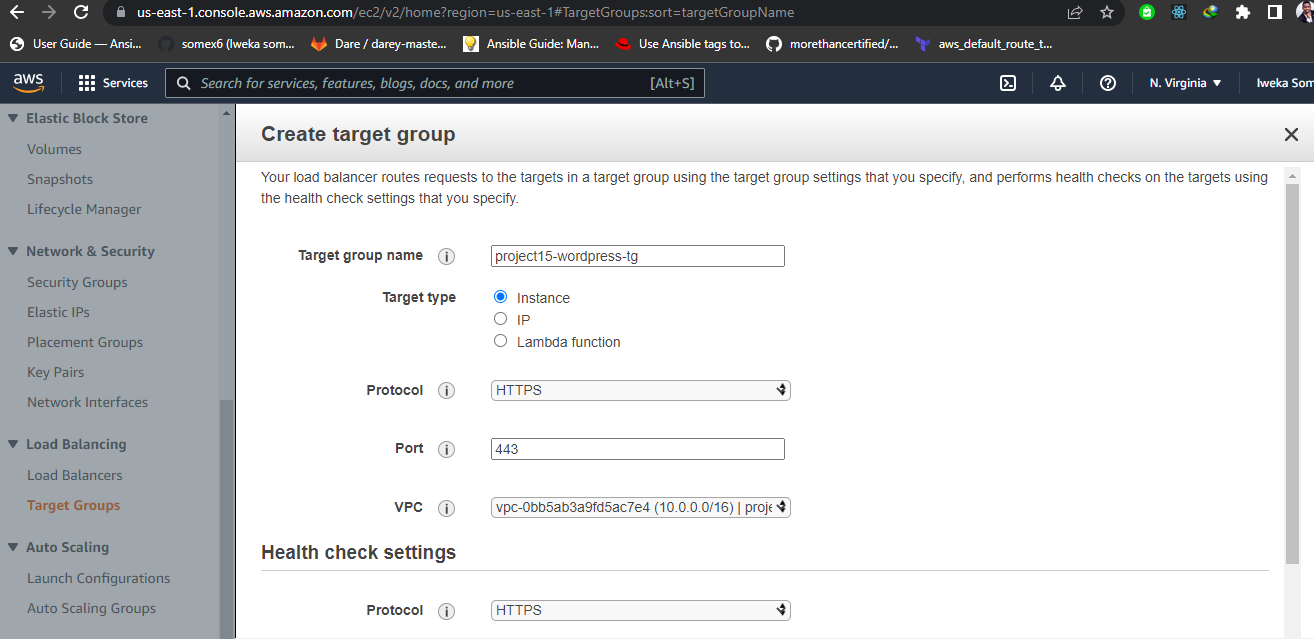 us-east-1.console.aws.amazon.com/ec2/v2/home?region=us-east-1#TargetGroups:sort=targetGroupName
User Guide — Ansi... somex6 (Iweka som... Dare / darey-maste... Ansible Guide: Man... Use Ansible tags to... morethancertified/... aws_default_route_t...
aws Services Search for services, features, blogs, docs, and more [Alt+S] N. Virginia Iweka Som
Elastic Block Store
Volumes
Snapshots
Lifecycle Manager
Network & Security
Security Groups
Elastic IPs
Placement Groups
Key Pairs
Network Interfaces
Load Balancing
Load Balancers
Target Groups
Auto Scaling
Launch Configurations
Auto Scaling Groups
Create target group
Your load balancer routes requests to the targets in a target group using the target group settings that you specify, and performs health checks on the targets using
the health check settings that you specify.
Target group name i project15-wordpress-tg
Target type Instance
IP
Lambda function
Protocol i HTTPS
Port i 443
VPC i vpc-0bb5ab3a9fd5ac7e4 (10.0.0.0/16) | proje
Health check settings
Protocol i HTTPS